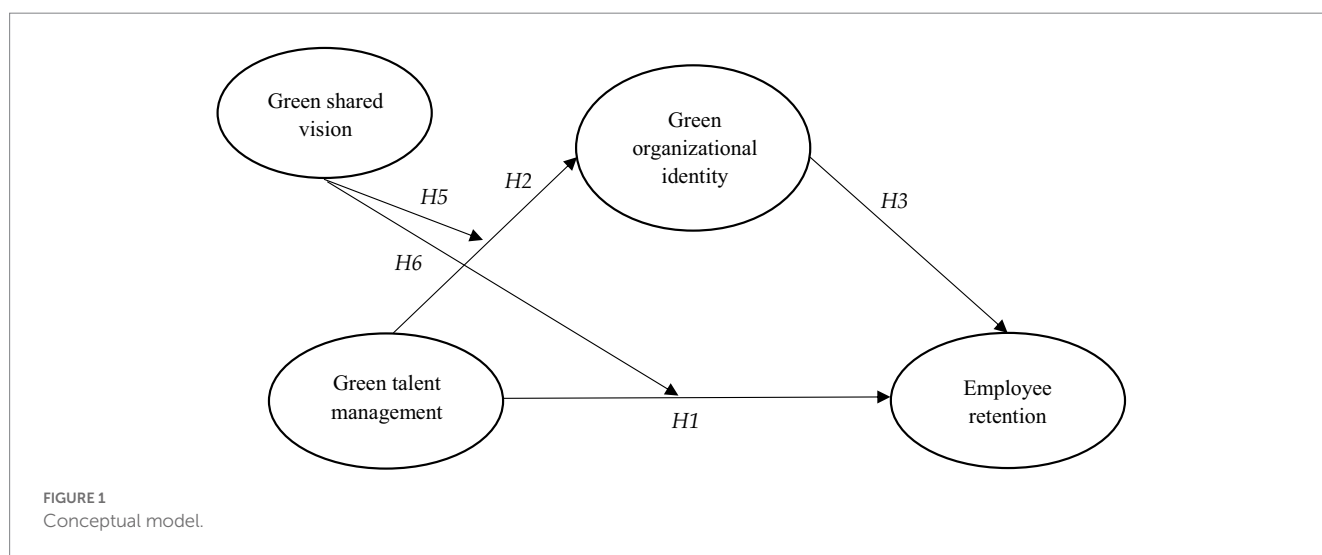 Green shared
vision
Green
organizational
identity
H2
H5
H3
H6
Green talent
management
Employee
retention
H1
FIGURE 1
Conceptual model.